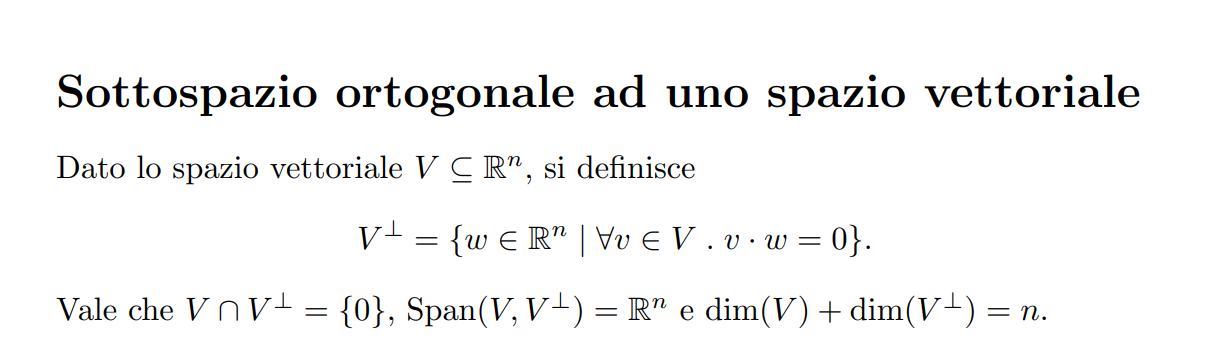 Sottospazio ortogonale ad uno spazio vettoriale
Dato lo spazio vettoriale V ⊆ ℝⁿ, si definisce
V⊥ = {w ∈ ℝⁿ | ∀v ∈ V . v · w = 0}.
Vale che V ∩ V⊥ = {0}, Span(V, V⊥) = ℝⁿ e dim(V) + dim(V⊥) = n.